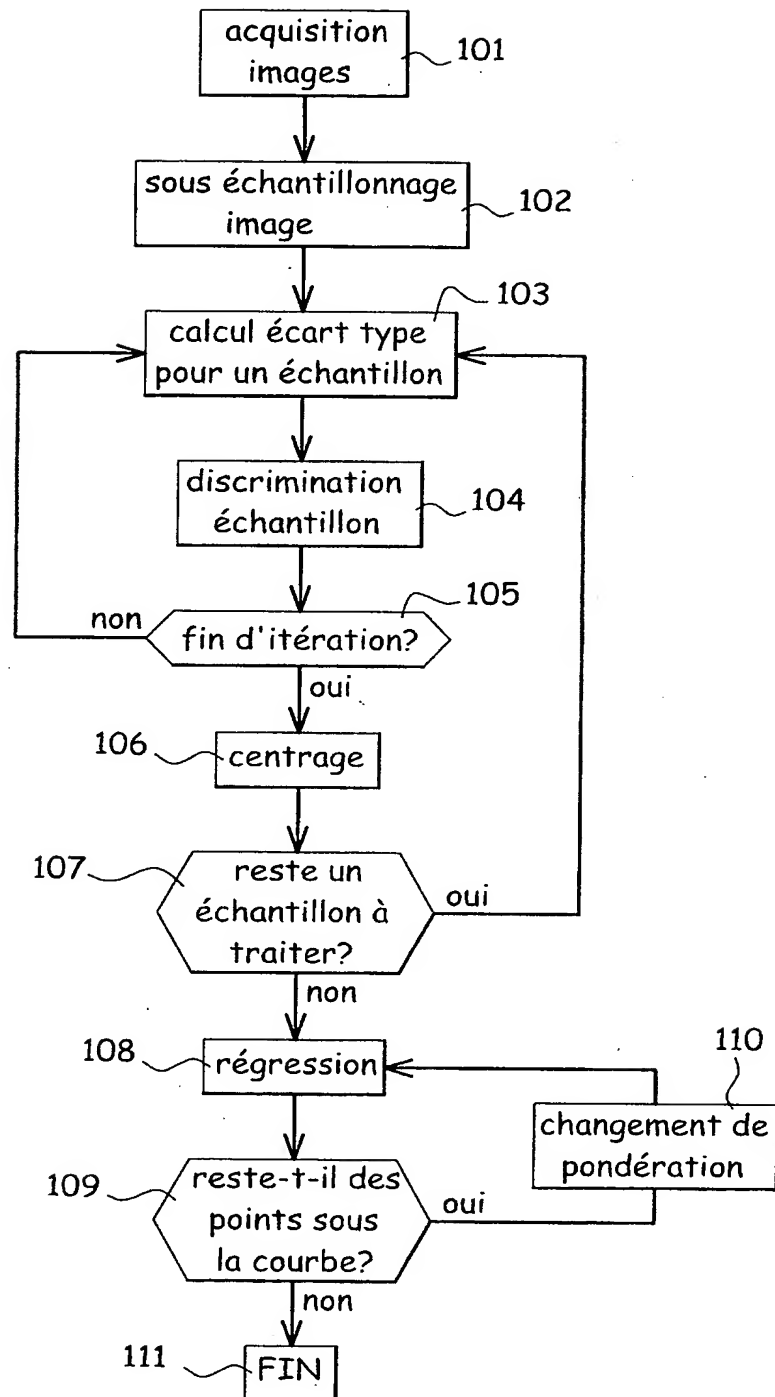 acquisition
images
101
sous échantillonnage
image
102
103
calcul écart type
pour un échantillon
discrimination
échantillon
104
105
non
fin d'itération?
oui
106
centrage
107
reste un
échantillon à
traiter?
oui
non
108
régression
110
changement de
pondération
109
reste-t-il des
points sous
la courbe?
oui
non
111
FIN